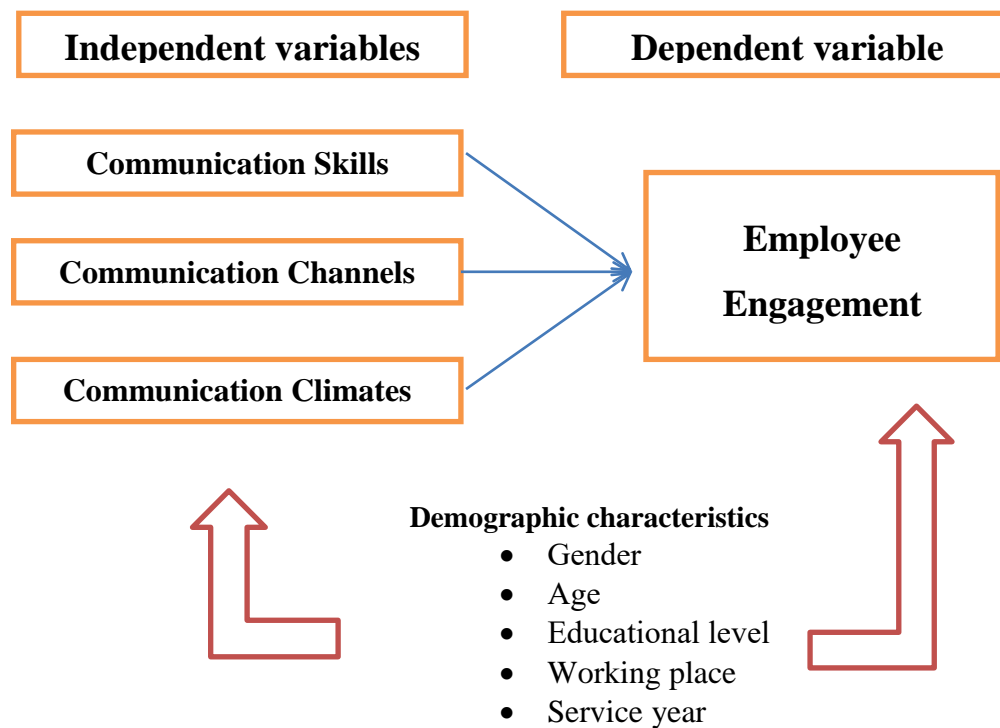 Independent variables
Dependent variable
Communication Skills
Communication Channels
Communication Climates
Employee
Engagement
Demographic characteristics
• Gender
• Age
• Educational level
• Working place
• Service year